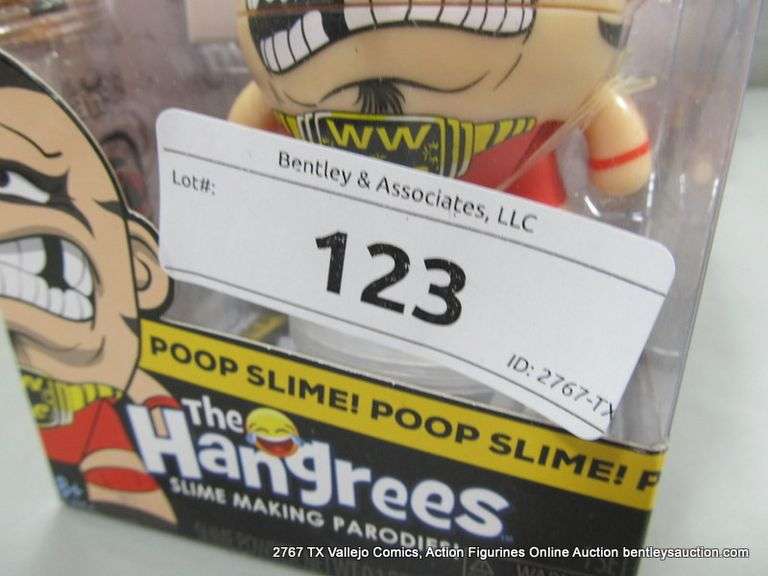 WW
Bentley & Associates, LLC
Lot#:
123
ID: 2767-TX
POOP SLIME! POOP SLIME!
The
Hangrees
SLIME MAKING PARODIES!
2767 TX Vallejo Comics, Action Figurines Online Auction bentleysauction.com